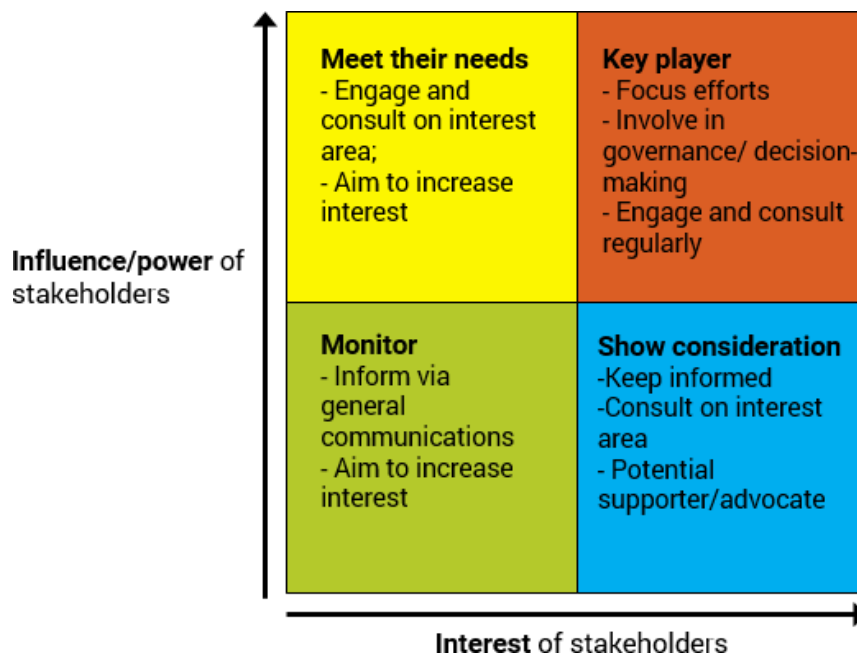 Meet their needs
- Engage and
consult on interest
area;
- Aim to increase
interest
Key player
- Focus efforts
- Involve in
governance/ decision-
making
- Engage and consult
regularly
Influence/power of
stakeholders
Monitor
- Inform via
general
communications
- Aim to increase
interest
Show consideration
-Keep informed
-Consult on interest
area
- Potential
supporter/advocate
Interest of stakeholders